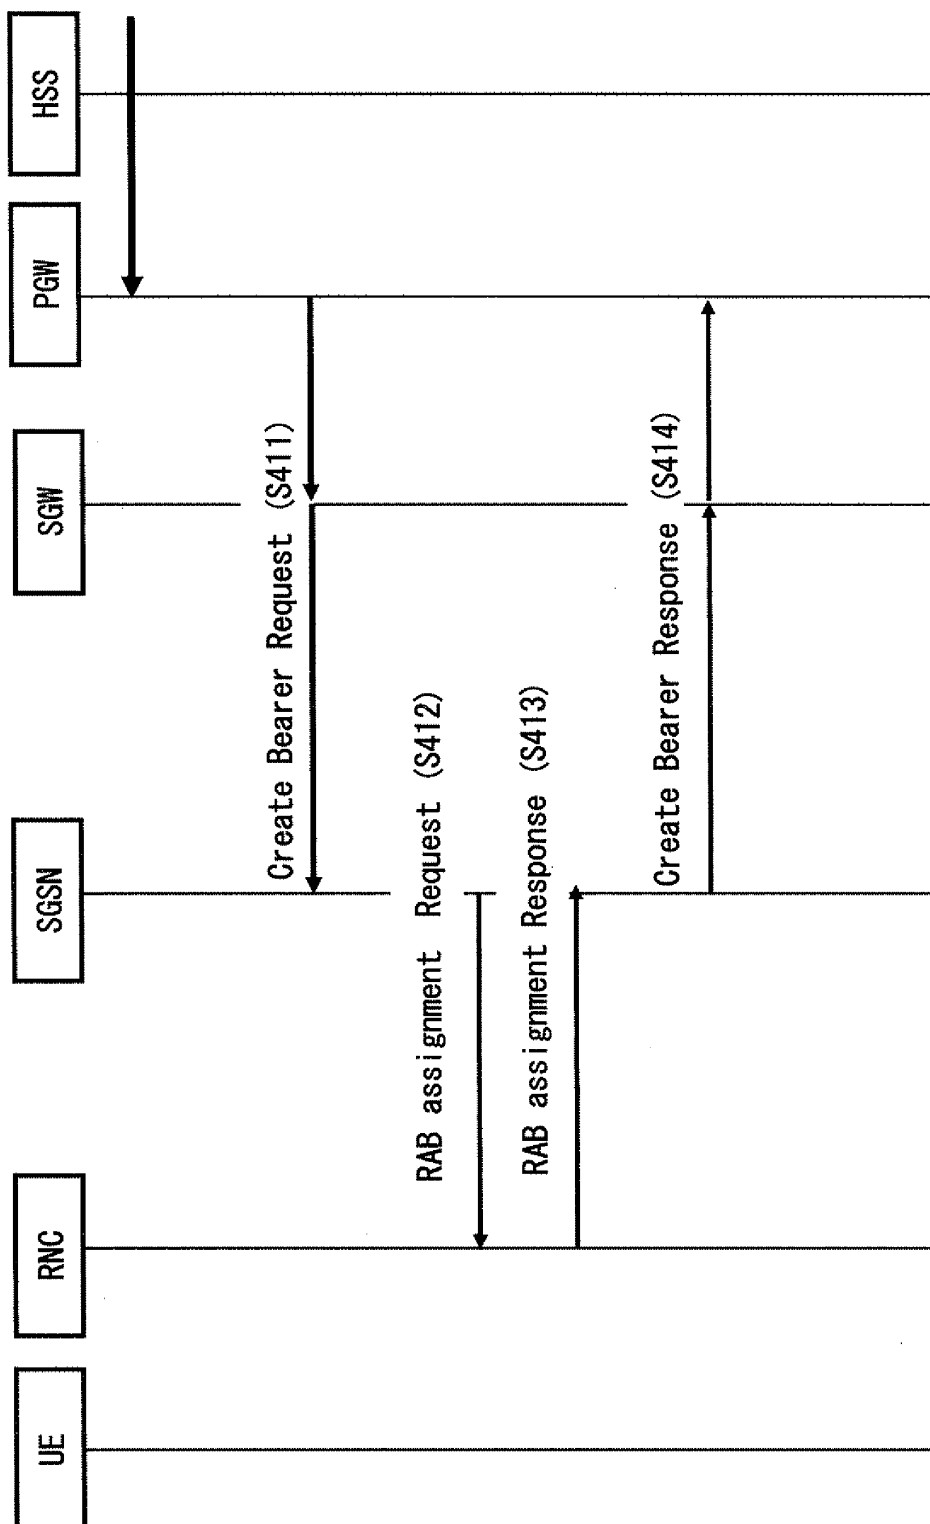 UE
RNC
SGSN
SGW
PGW
HSS
Create Bearer Request (S411)
RAB assignment Request (S412)
RAB assignment Response (S413)
Create Bearer Response (S414)